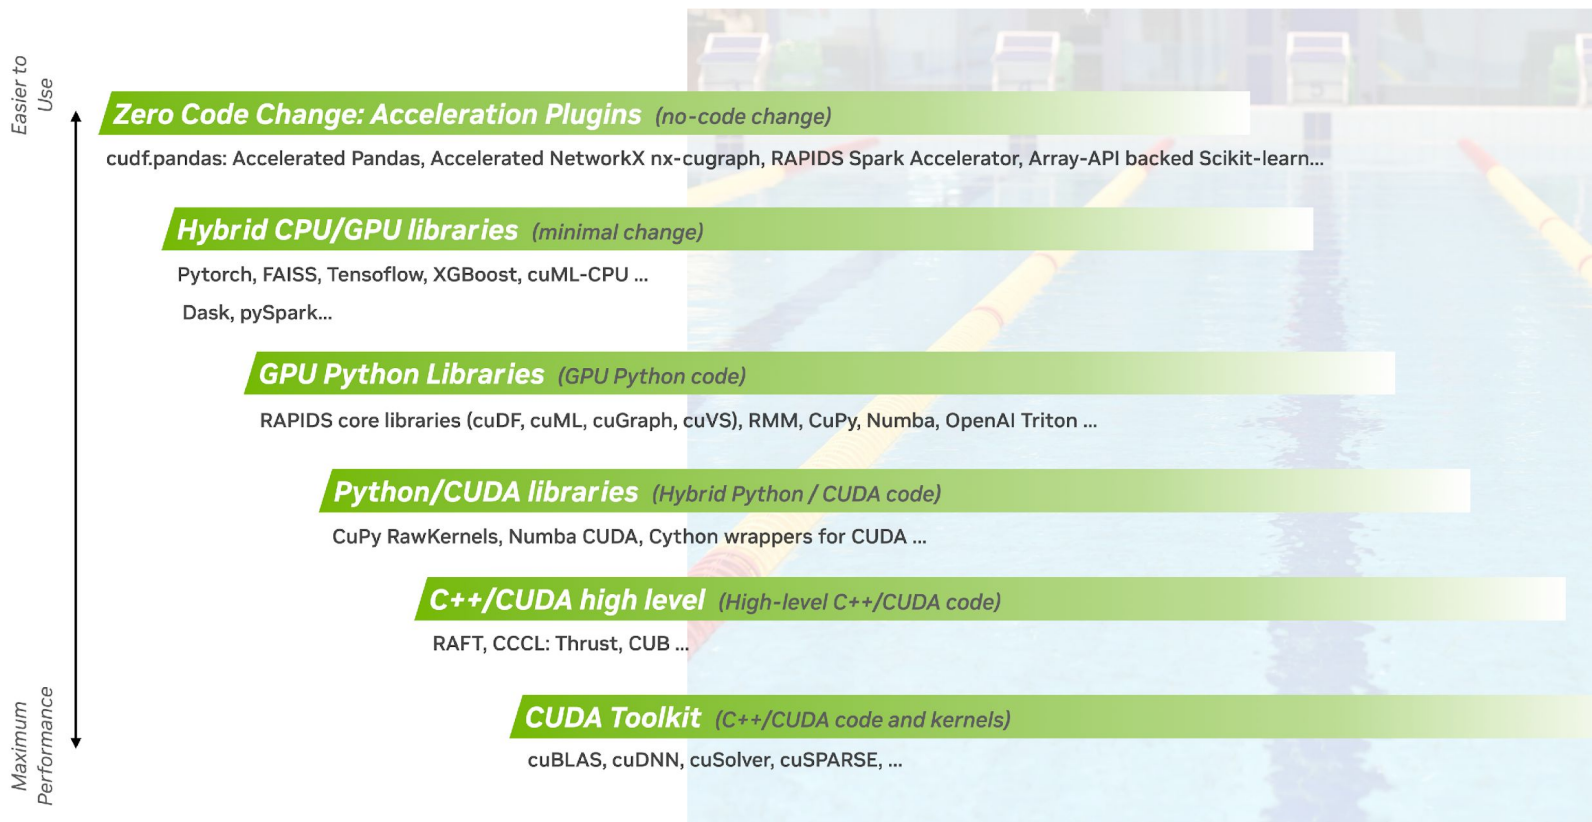 Easier to
Use
Zero Code Change: Acceleration Plugins (no-code change)
cudf.pandas: Accelerated Pandas, Accelerated NetworkX nx-cugraph, RAPIDS Spark Accelerator, Array-API backed Scikit-learn...
Hybrid CPU/GPU libraries (minimal change)
Pytorch, FAISS, Tensoflow, XGBoost, cuML-CPU ...
Dask, pySpark...
GPU Python Libraries (GPU Python code)
RAPIDS core libraries (cuDF, cuML, cuGraph, cuVS), RMM, CuPy, Numba, OpenAI Triton ...
Python/CUDA libraries (Hybrid Python / CUDA code)
CuPy RawKernels, Numba CUDA, Cython wrappers for CUDA ...
C++/CUDA high level (High-level C++/CUDA code)
RAFT, CCCL: Thrust, CUB ...
Maximum
Performance
CUDA Toolkit (C++/CUDA code and kernels)
cuBLAS, cuDNN, cuSolver, cuSPARSE, ...